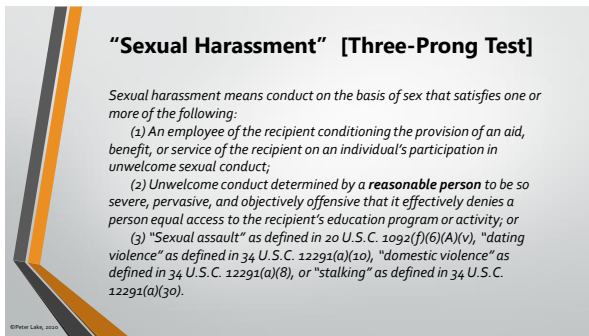 “Sexual Harassment” [Three-Prong Test]
Sexual harassment means conduct on the basis of sex that satisfies one or
more of the following:
(1) An employee of the recipient conditioning the provision of an aid,
benefit, or service of the recipient on an individual’s participation in
unwelcome sexual conduct;
(2) Unwelcome conduct determined by a reasonable person to be so
severe, pervasive, and objectively offensive that it effectively denies a
person equal access to the recipient’s education program or activity; or
(3) “Sexual assault” as defined in 20 U.S.C. 1092(f)(6)(A)(v), “dating
violence” as defined in 34 U.S.C. 12291(a)(10), “domestic violence” as
defined in 34 U.S.C. 12291(a)(8), or “stalking” as defined in 34 U.S.C.
12291(a)(30).
©Peter Lake, 2020